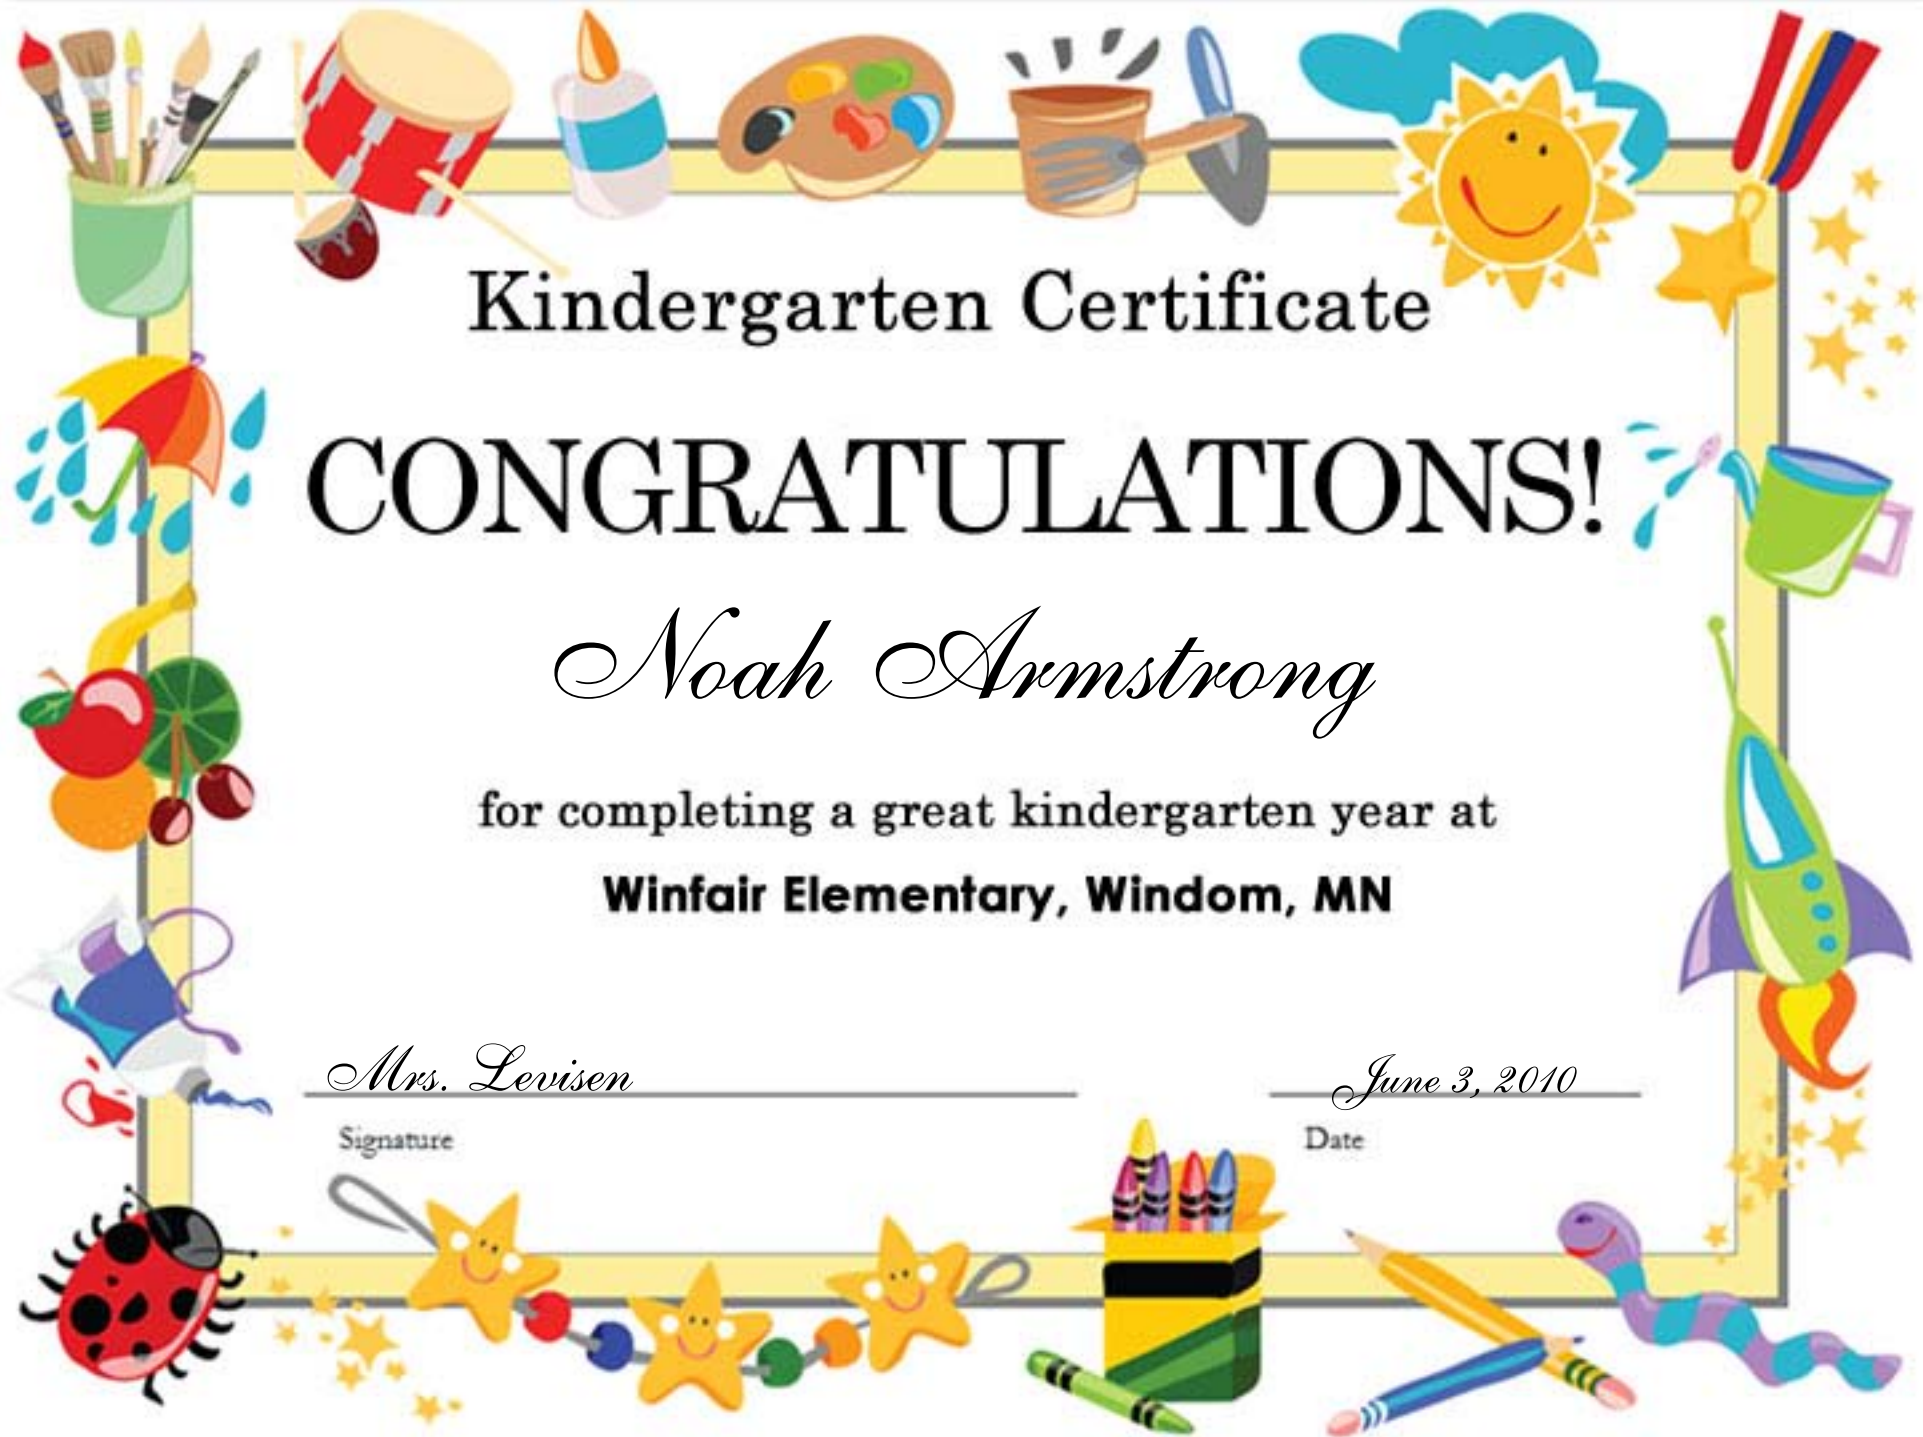 Kindergarten Certificate
CONGRATULATIONS!
Noah Armstrong
for completing a great kindergarten year at
Winfair Elementary, Windom, MN
Mrs. Levisen June 3, 2010
Signature Date